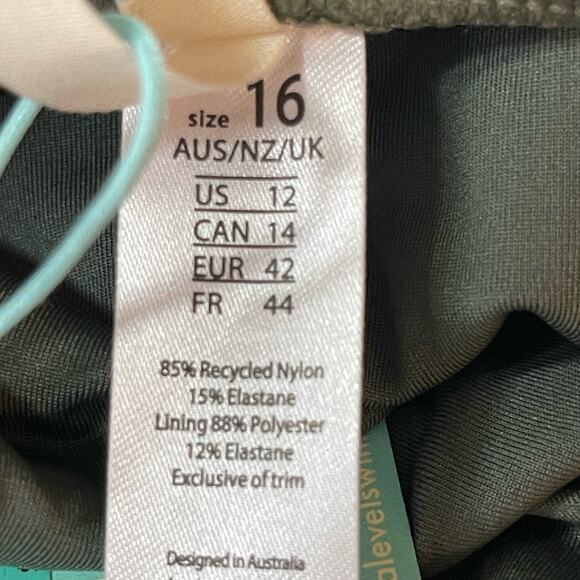 size 16
AUS/NZ/UK
US 12
CAN 14
EUR 42
FR 44
85% Recycled Nylon
15% Elastane
Lining 88% Polyester
12% Elastane
Exclusive of trim
Designed in Australia
alevelswim